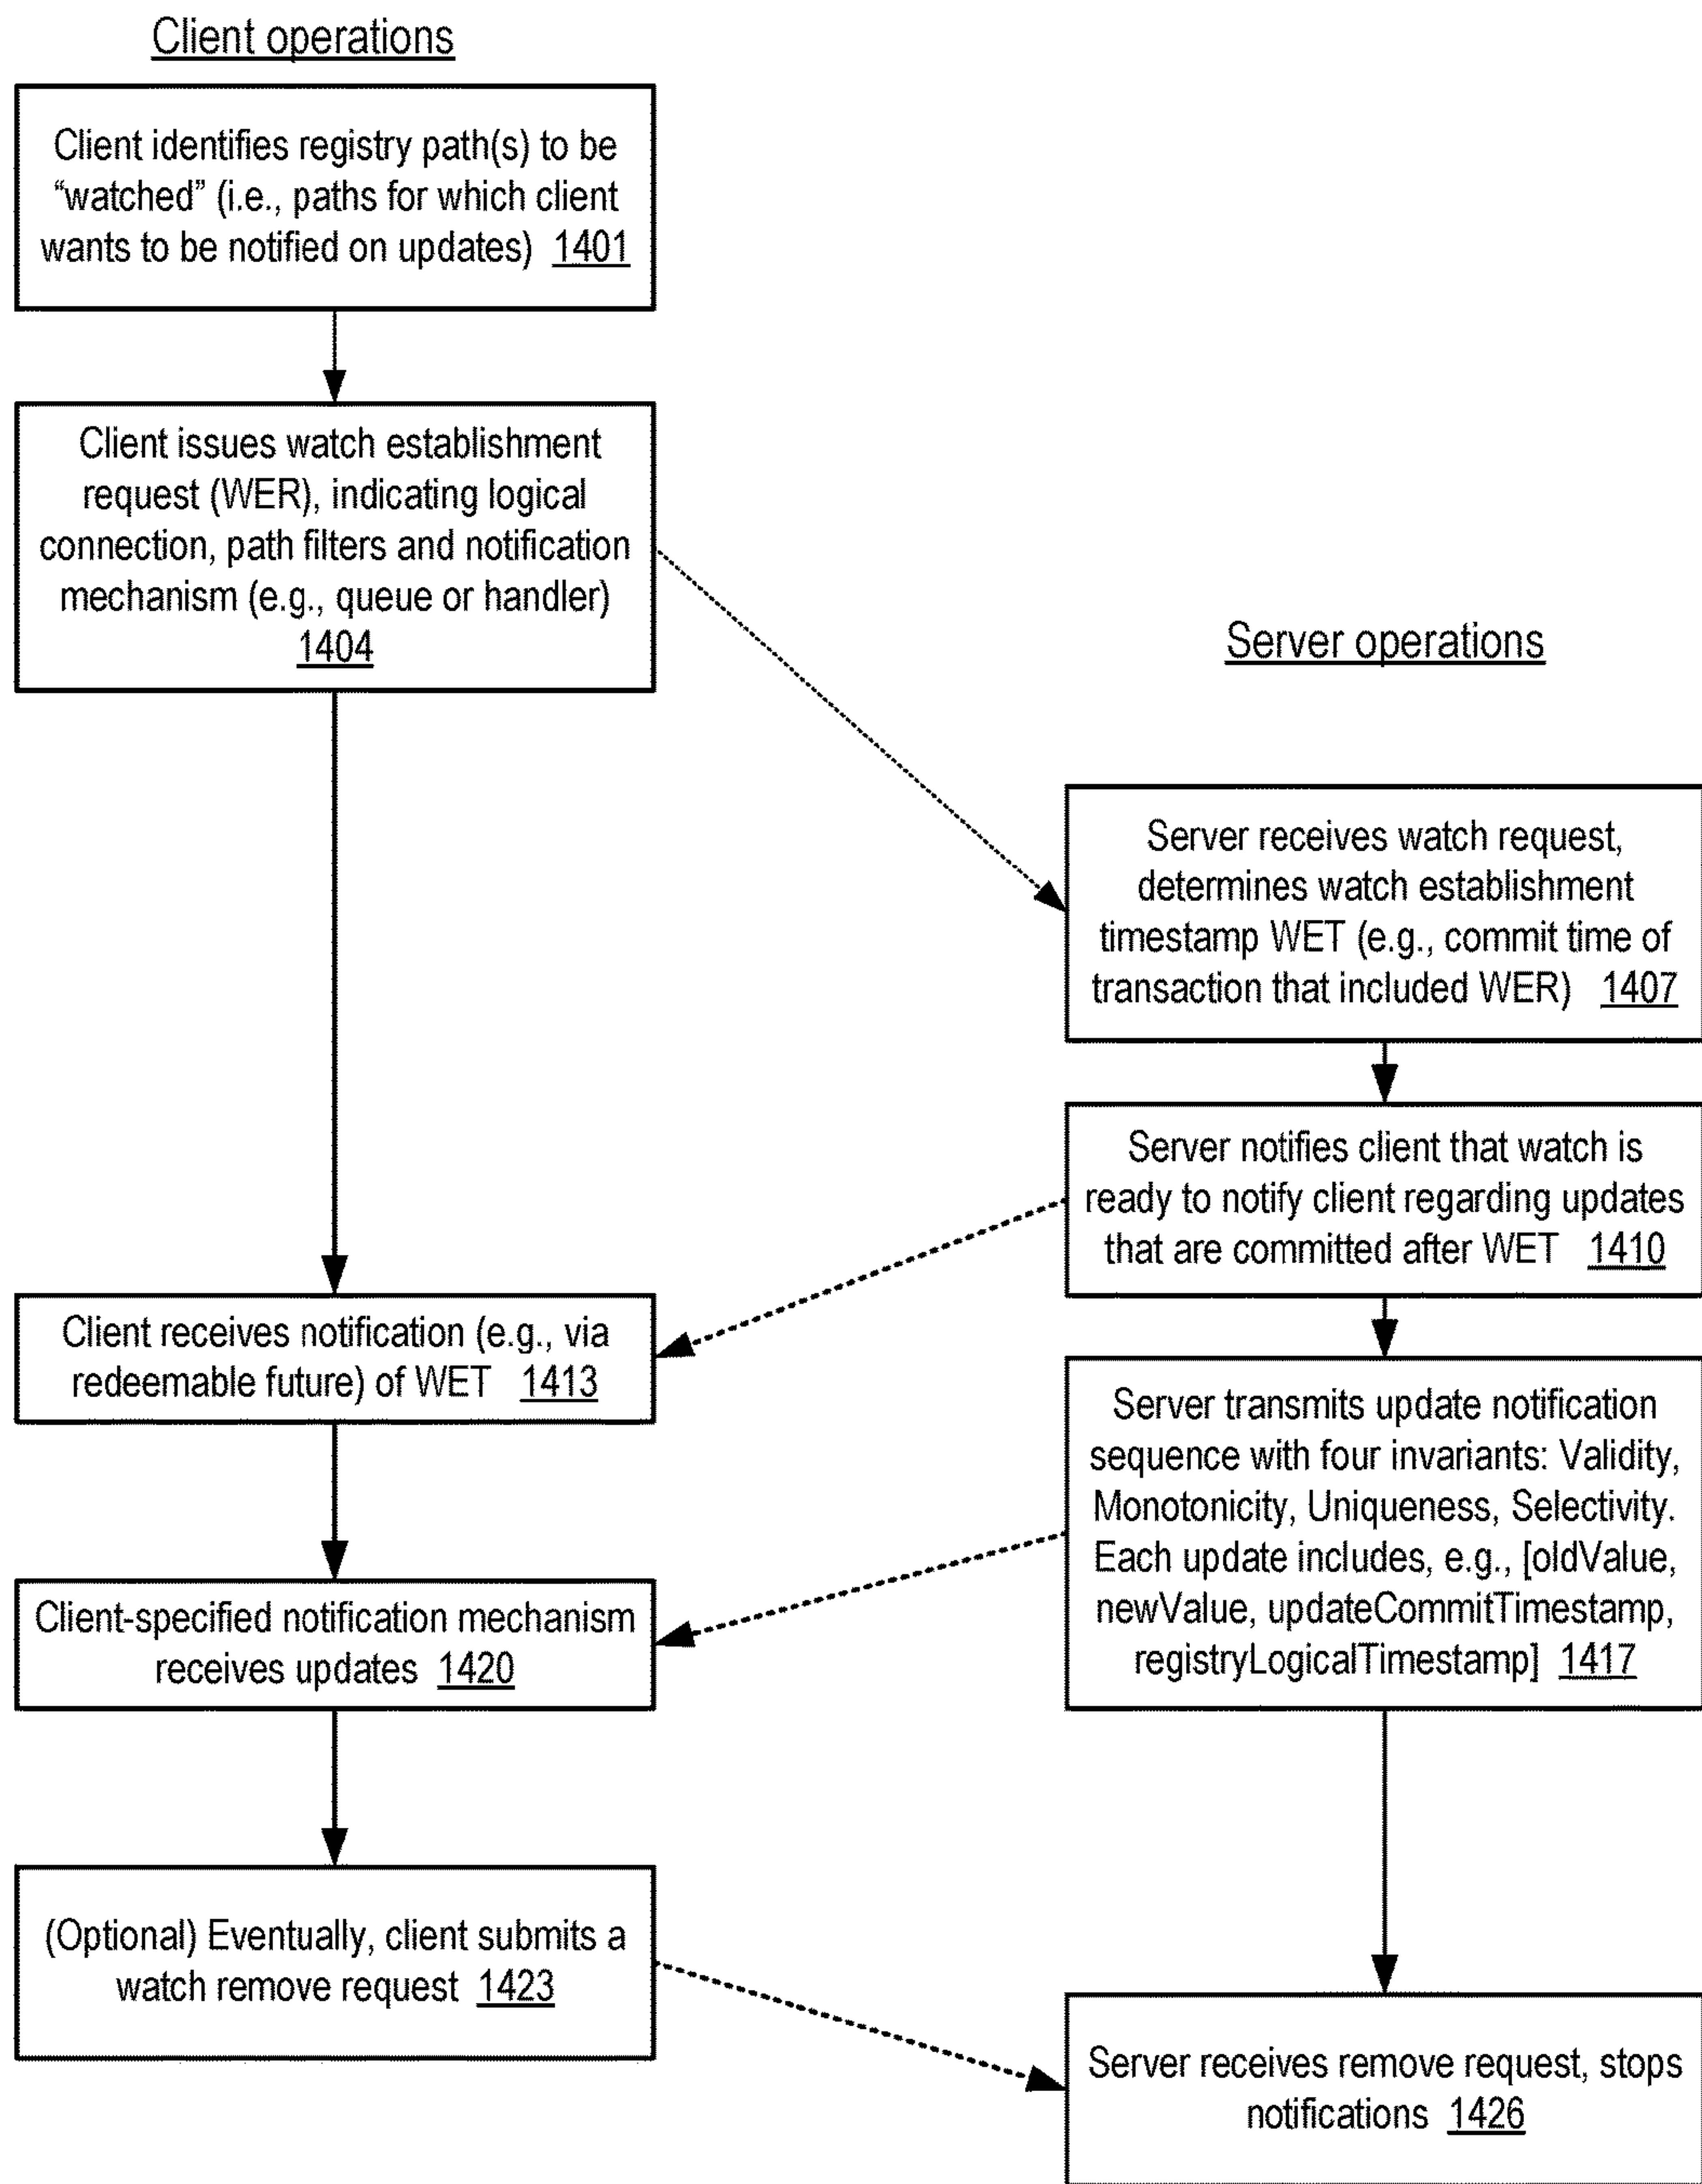 Client operations
Client identifies registry path(s) to be
“watched” (i.e., paths for which client
wants to be notified on updates) 1401
Client issues watch establishment
request (WER), indicating logical
connection, path filters and notification
mechanism (e.g., queue or handler)
1404
Server operations
Server receives watch request,
determines watch establishment
timestamp WET (e.g., commit time of
transaction that included WER) 1407
Server notifies client that watch is
ready to notify client regarding updates
that are committed after WET 1410
Client receives notification (e.g., via
redeemable future) of WET 1413
Server transmits update notification
sequence with four invariants: Validity,
Monotonicity, Uniqueness, Selectivity.
Each update includes, e.g., [oldValue,
newValue, updateCommitTimestamp,
registryLogicalTimestamp] 1417
Client-specified notification mechanism
receives updates 1420
(Optional) Eventually, client submits a
watch remove request 1423
Server receives remove request, stops
notifications 1426